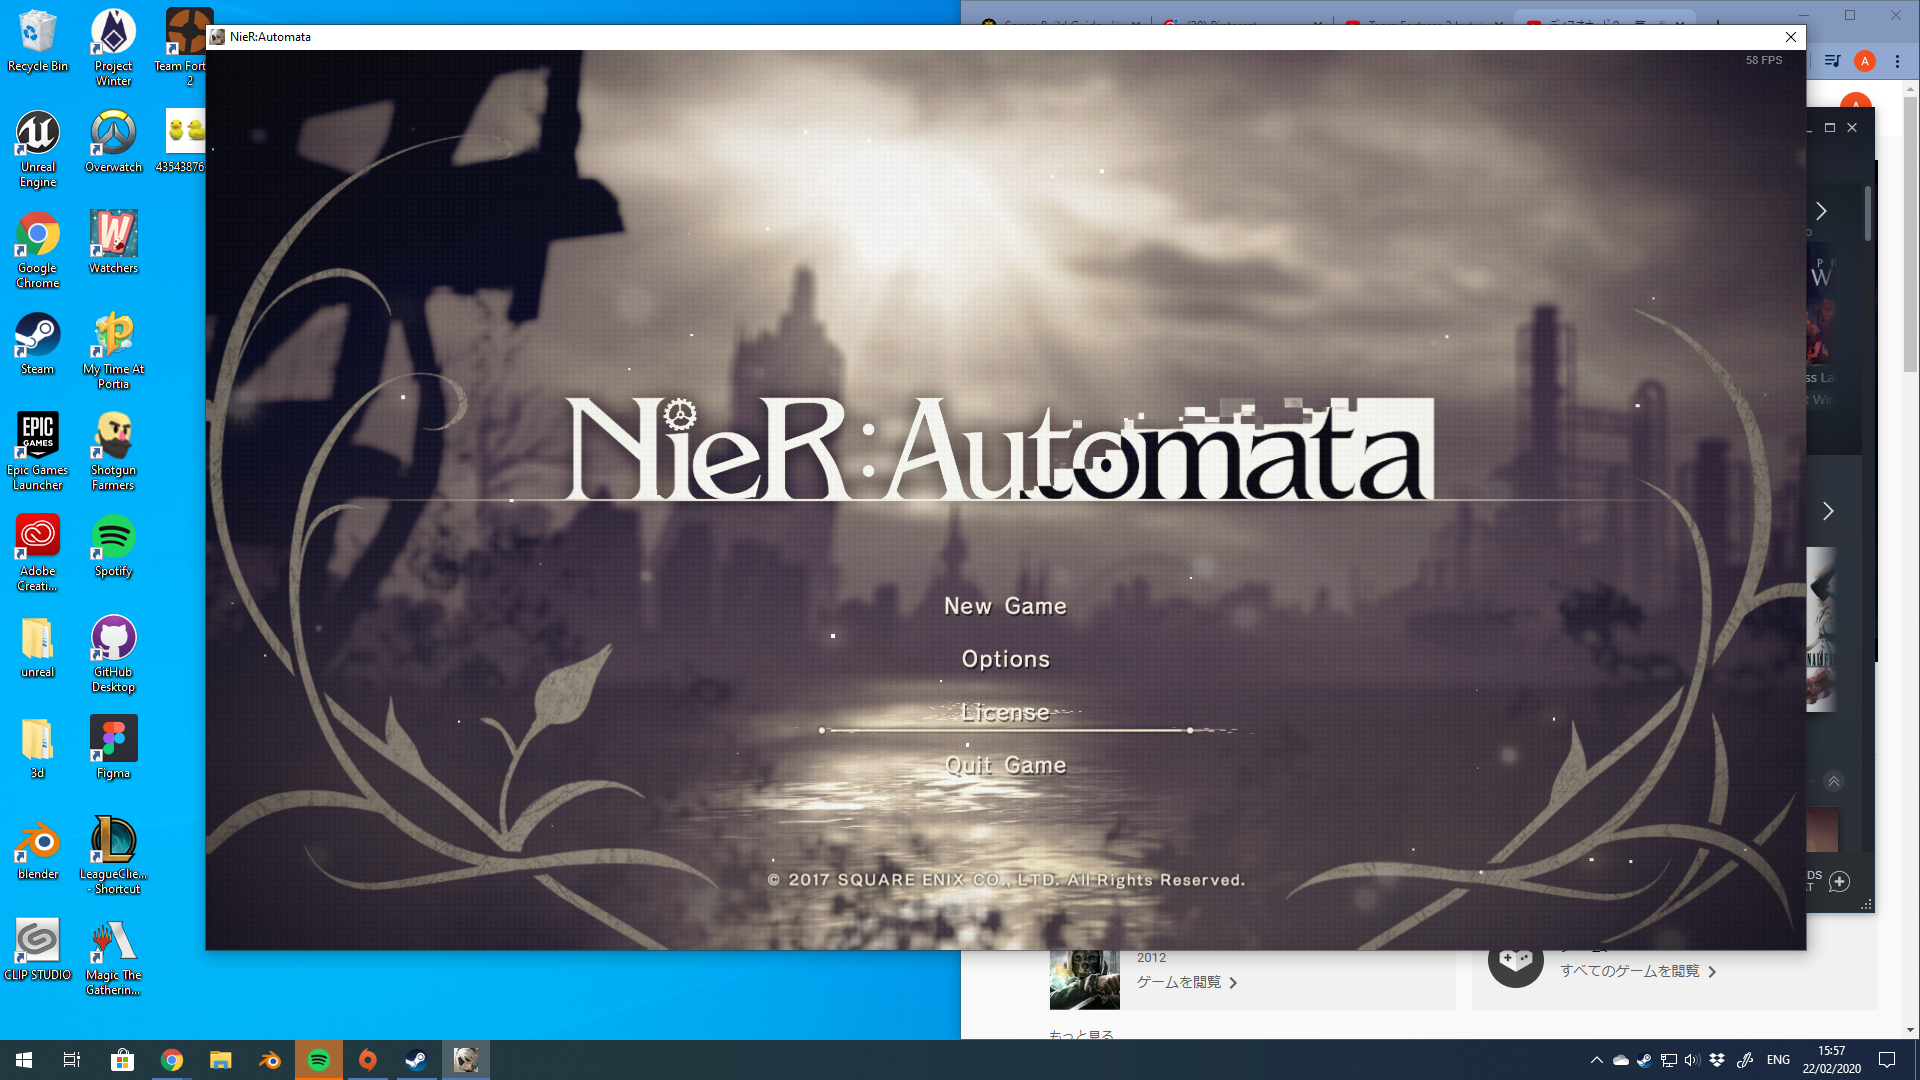 Recycle Bin
Project Winter
Team Fort 2
NieR:Automata
58 FPS
Unreal Engine
Overwatch
43543876
Google Chrome
Watchers
Steam
My Time At Portia
EPIC GAMES
Epic Games Launcher
Shotgun Farmers
NieR:Automata
Adobe Creati...
Spotify
New Game
Options
License
Quit Game
unreal
GitHub Desktop
3d
Figma
blender
LeagueClie... - Shortcut
© 2017 SQUARE ENIX CO., LTD. All Rights Reserved.
CLIP STUDIO
Magic The Gatherin...
2012
ゲームを閲覧
すべてのゲームを閲覧
もっと見る
ENG
15:57
22/02/2020